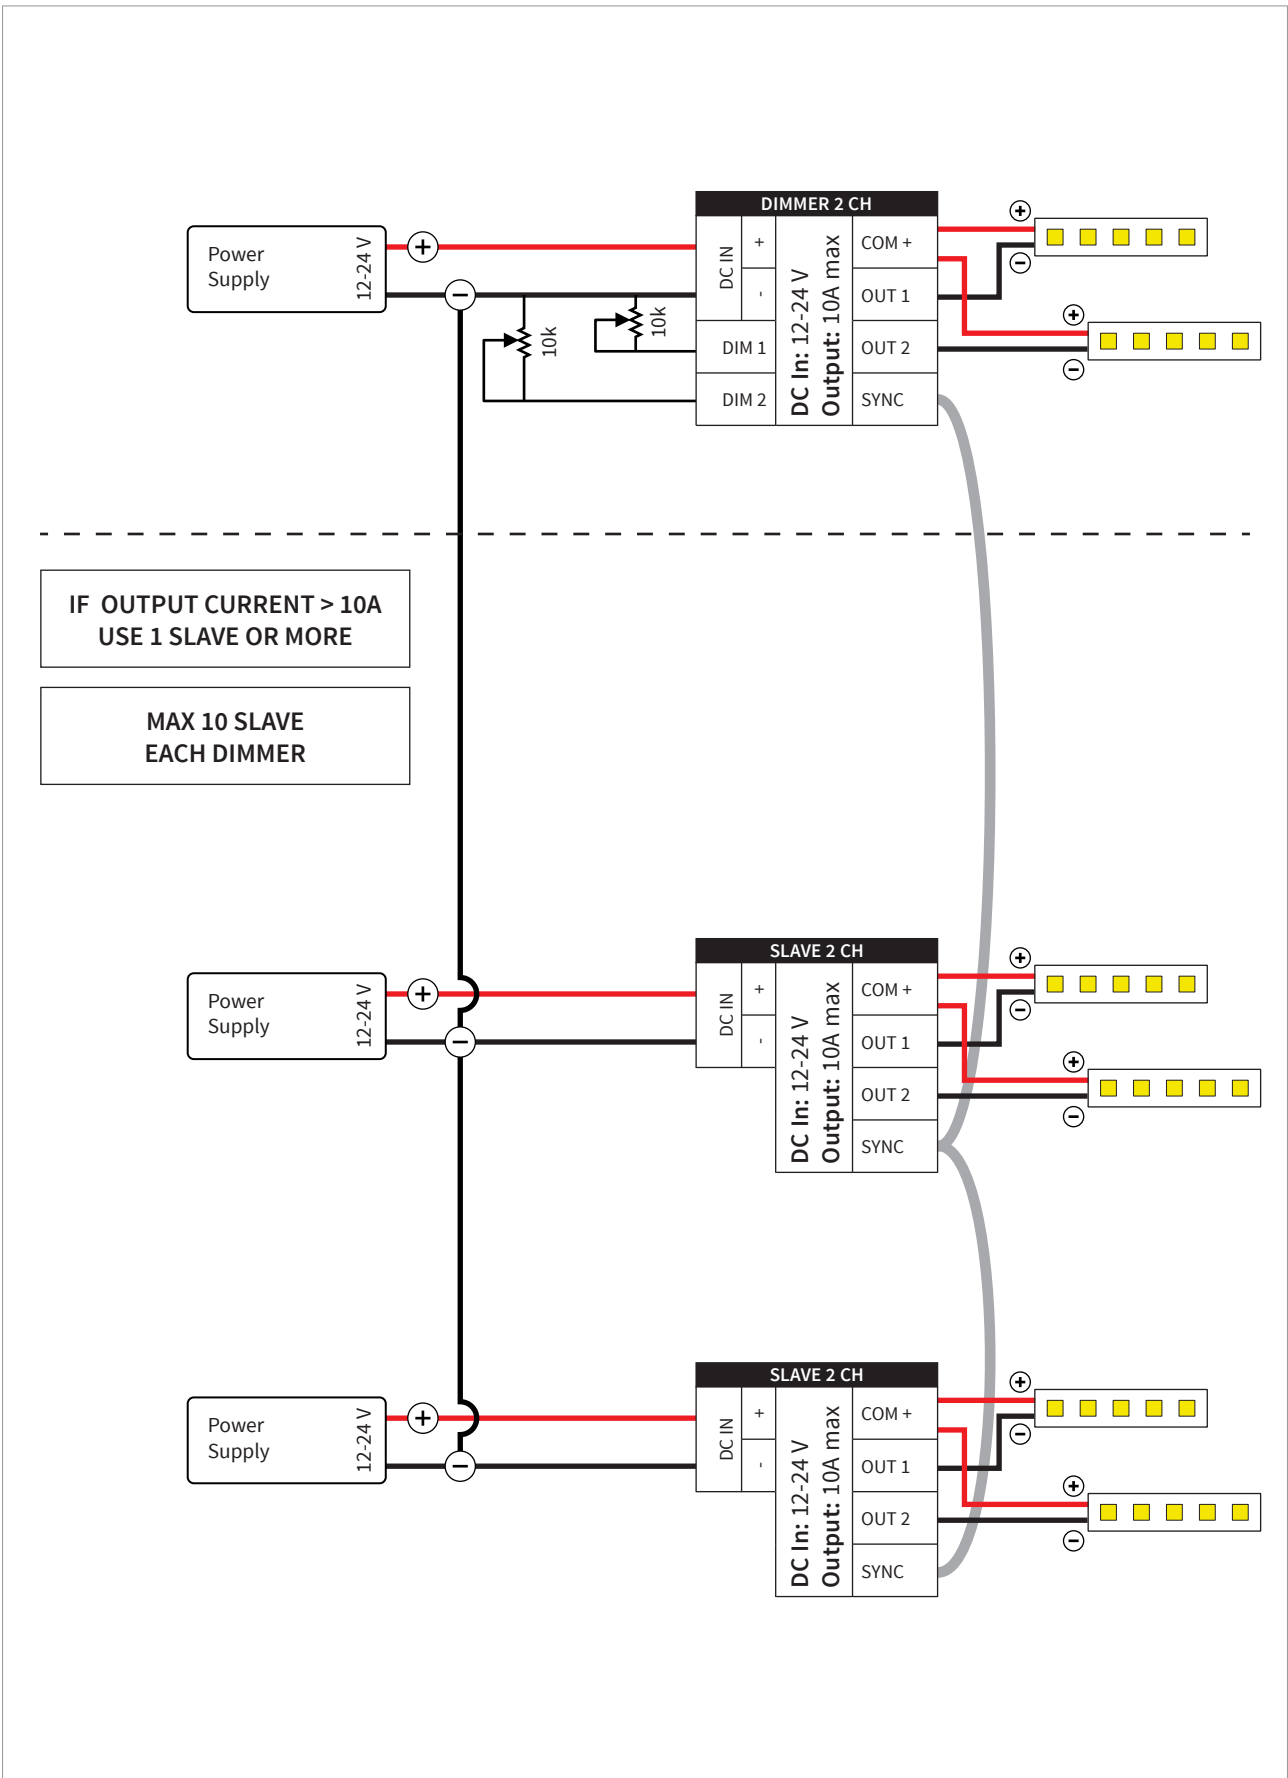 DIMMER 2 CH
Power
Supply
12-24 V
+
−
10k
10k
DC IN
+
-
DIM 1
DIM 2
DC In: 12-24 V
Output: 10A max
COM +
OUT 1
OUT 2
SYNC
+
−
+
−
IF OUTPUT CURRENT > 10A
USE 1 SLAVE OR MORE
MAX 10 SLAVE
EACH DIMMER
SLAVE 2 CH
Power
Supply
12-24 V
+
−
DC IN
+
-
DC In: 12-24 V
Output: 10A max
COM +
OUT 1
OUT 2
SYNC
+
−
+
−
SLAVE 2 CH
Power
Supply
12-24 V
+
−
DC IN
+
-
DC In: 12-24 V
Output: 10A max
COM +
OUT 1
OUT 2
SYNC
+
−
+
−